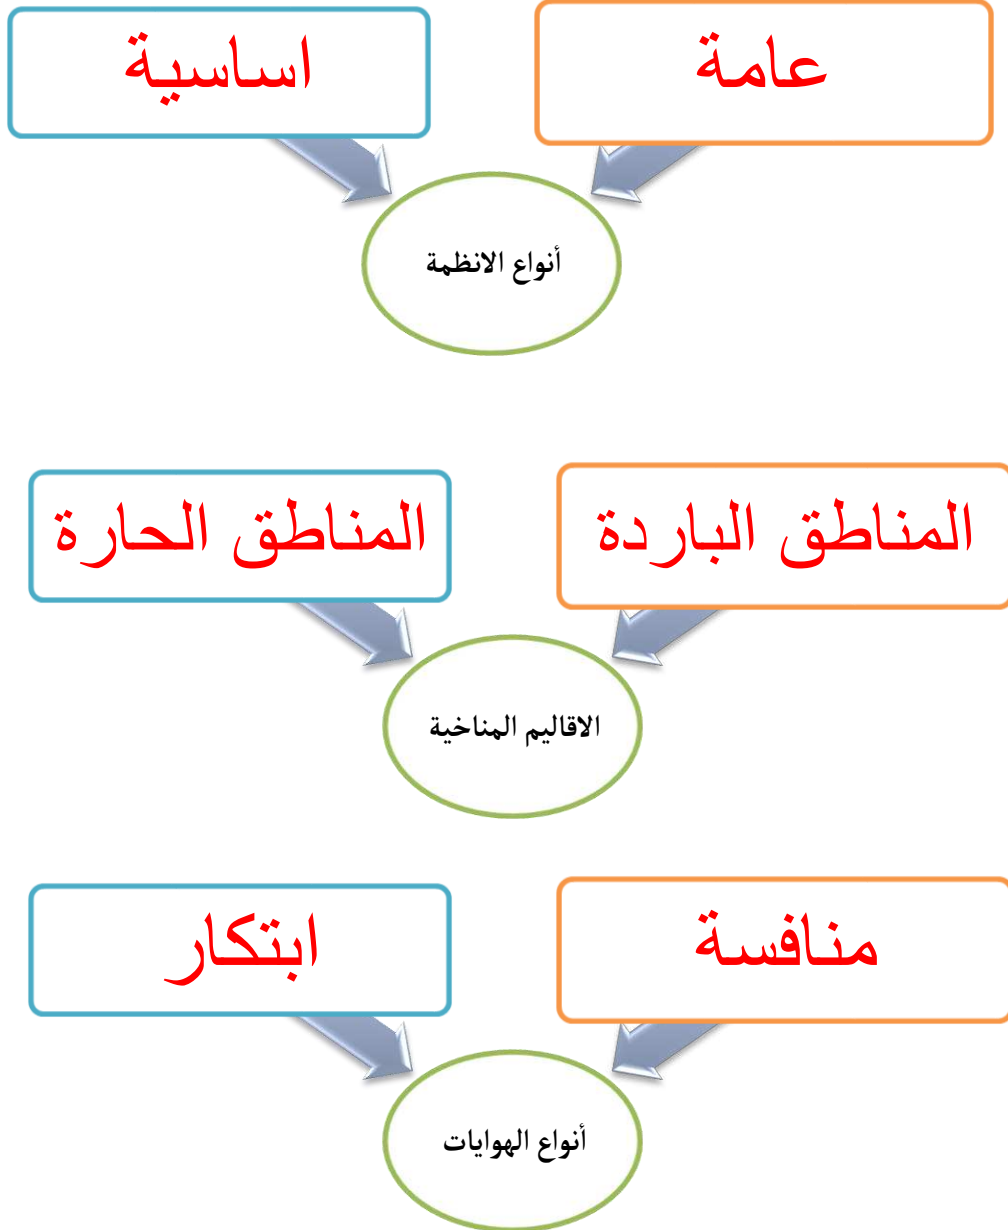 عامة
اساسية
أنواع الانظمة
المناطق الباردة
المناطق الحارة
الاقاليم المناخية
منافسة
ابتكار
أنواع الهوايات